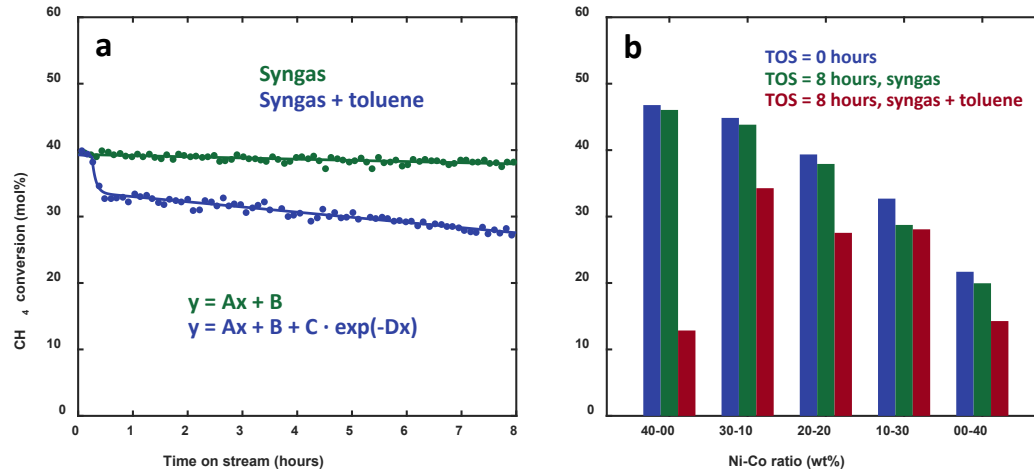 a
Syngas
Syngas + toluene
y = Ax + B
y = Ax + B + C · exp(-Dx)
60
50
40
30
20
10
0
CH 4 conversion (mol%)
0 1 2 3 4 5 6 7 8
Time on stream (hours)
b
TOS = 0 hours
TOS = 8 hours, syngas
TOS = 8 hours, syngas + toluene
60
50
40
30
20
10
0
40-00 30-10 20-20 10-30 00-40
Ni-Co ratio (wt%)